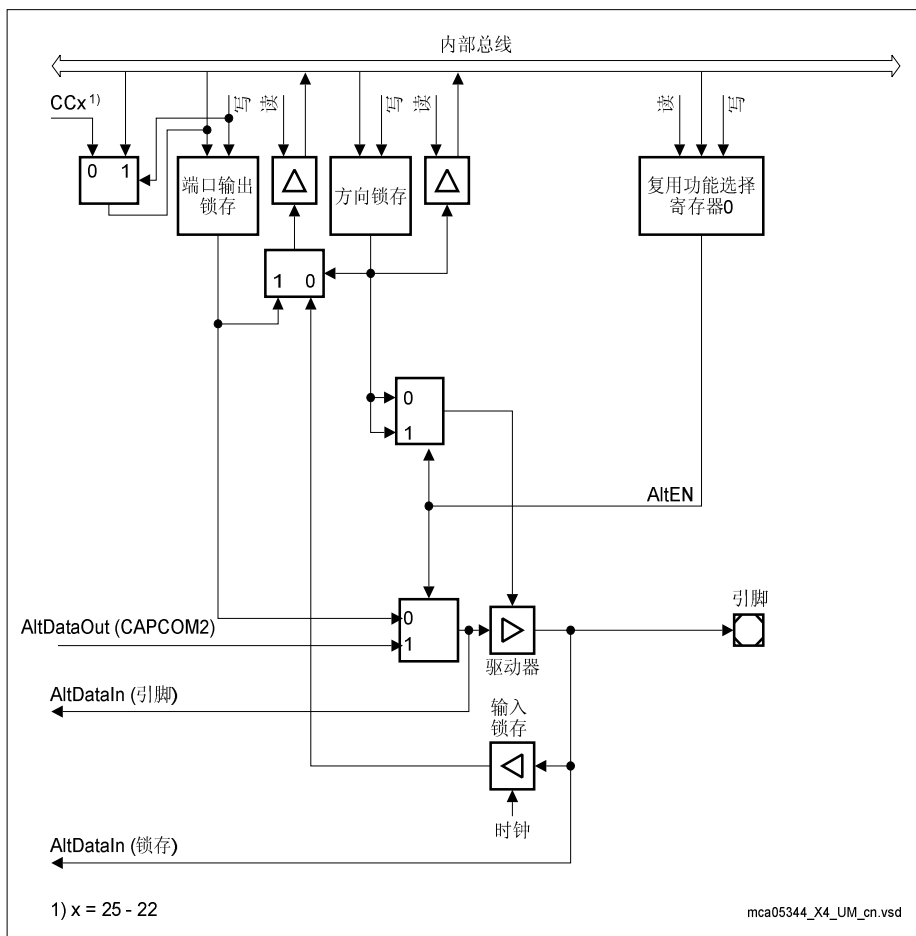 内部总线
CCx 1)
写
读
写
读
读
写
0 1
端口输出
锁存
方向锁存
复用功能选择
寄存器0
1 0
0
1
AltEN
引脚
0
AltDataOut (CAPCOM2)
1
驱动器
AltDataIn (引脚)
输入
锁存
时钟
AltDataIn (锁存)
1) x = 25 - 22
mca05344_X4_UM_cn.vsd